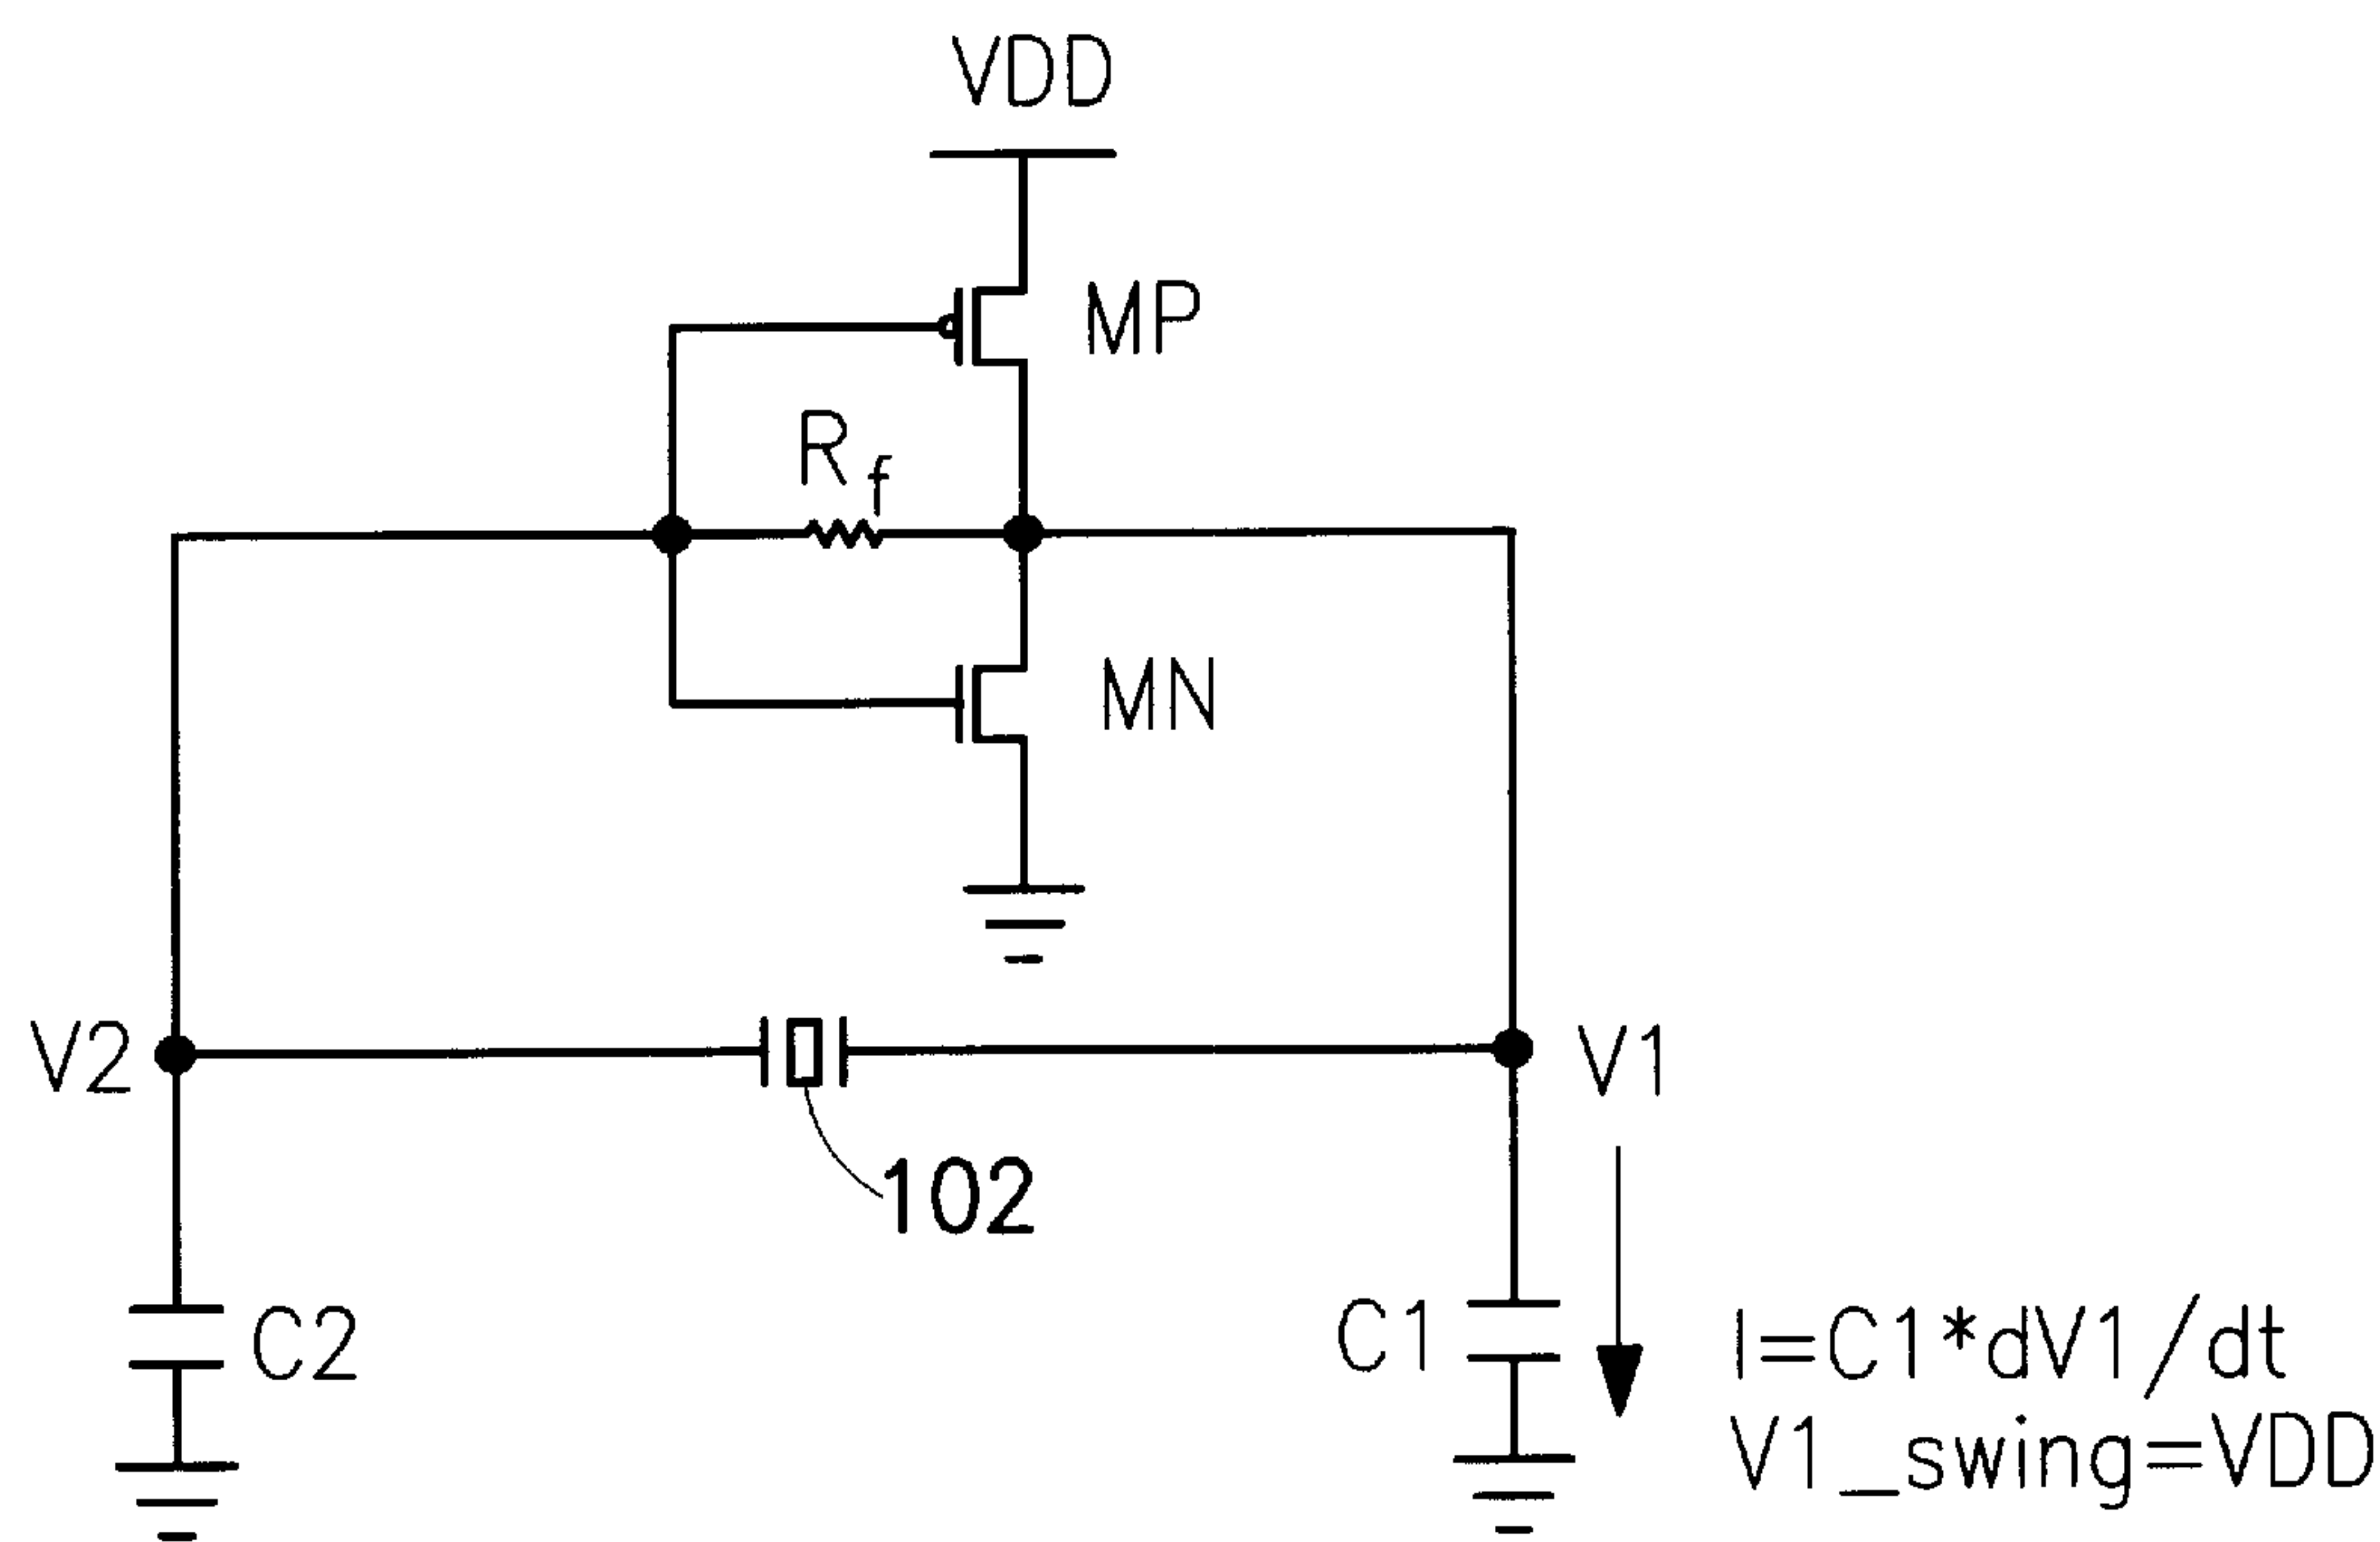 VDD
MP
Rf
MN
V2
V1
102
C2
C1
I=C1*dV1/dt
V1_swing=VDD